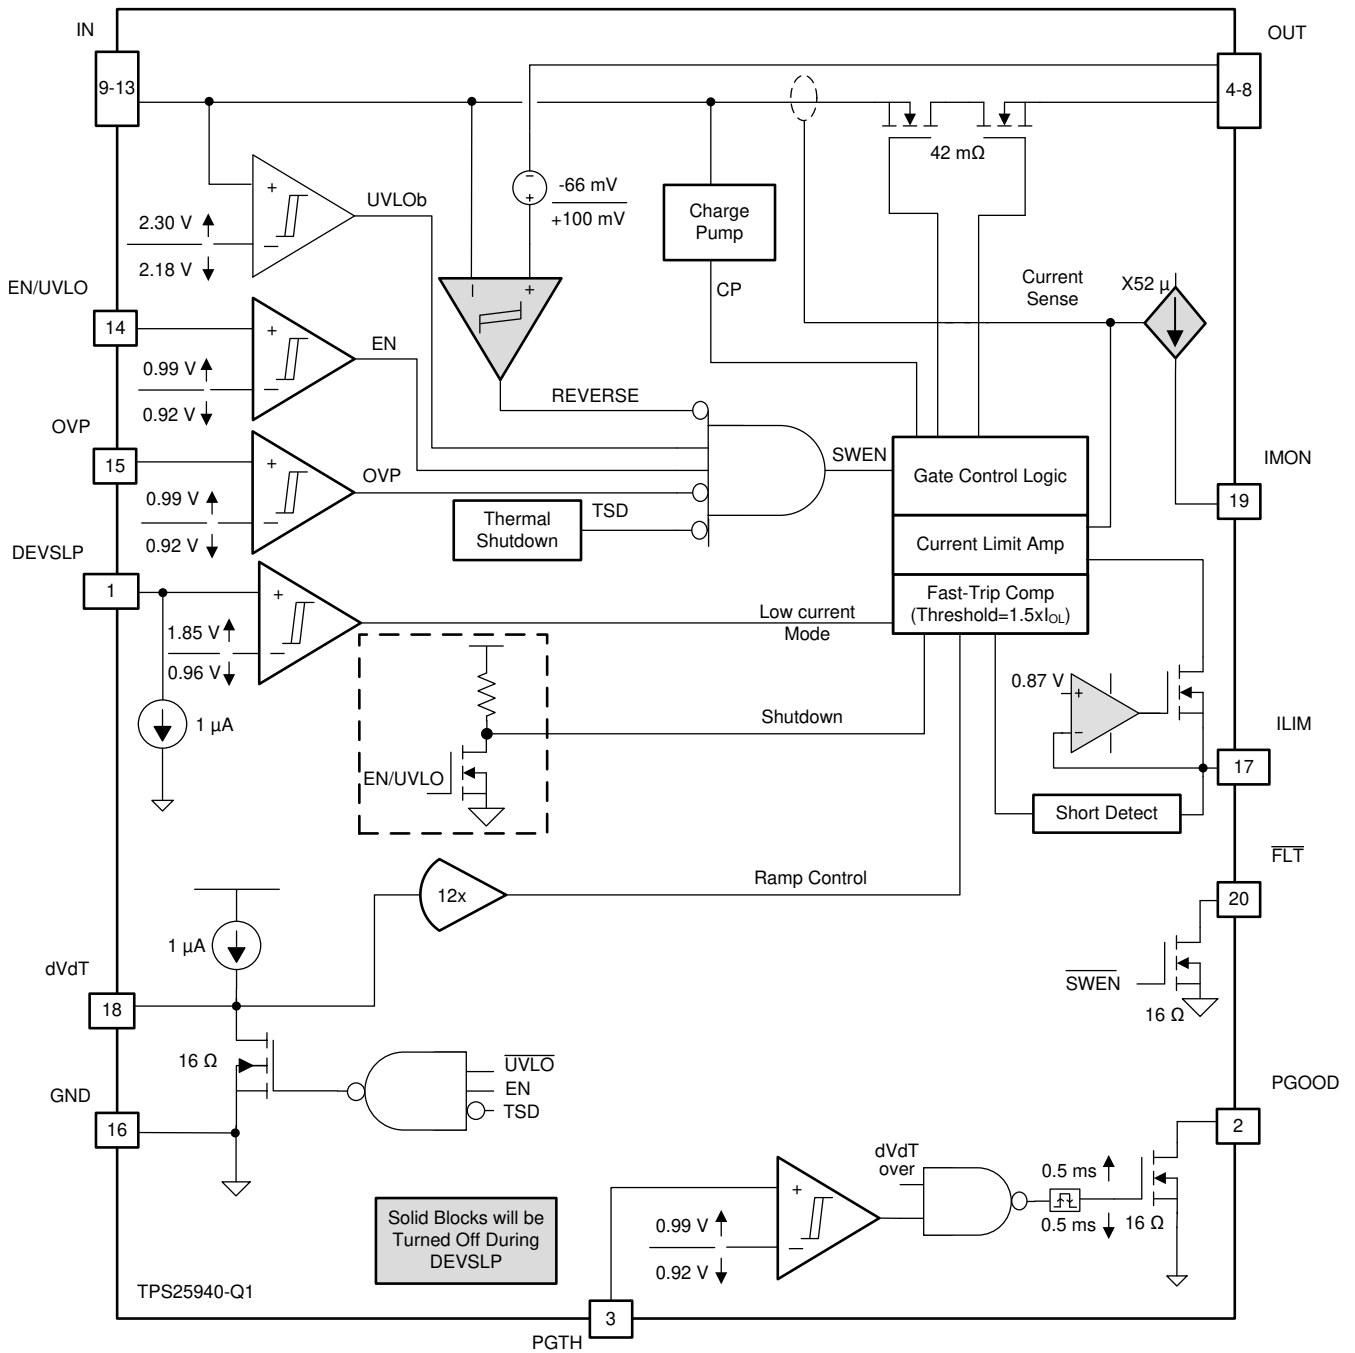 IN
OUT
9-13
4-8
42 mΩ
UVLOb
-66 mV
+100 mV
Charge
Pump
2.30 V
2.18 V
CP
Current
Sense
X52 µ
EN/UVLO
14
EN
0.99 V
0.92 V
REVERSE
OVP
15
OVP
SWEN
Gate Control Logic
IMON
19
0.99 V
0.92 V
Thermal
Shutdown
TSD
Current Limit Amp
DEVSLP
1
Fast-Trip Comp
(Threshold=1.5xIOL)
Low current
Mode
1.85 V
0.96 V
0.87 V
1 µA
Shutdown
ILIM
17
EN/UVLO
Short Detect
FLT
20
12x
Ramp Control
1 µA
dVdT
18
SWEN
16 Ω
16 Ω
UVLO
EN
TSD
GND
16
PGOOD
2
dVdT
over
0.5 ms
0.5 ms
16 Ω
0.99 V
0.92 V
Solid Blocks will be
Turned Off During
DEVSLP
TPS25940-Q1
3
PGTH
+
−
+
−
+
−
+
−
−
+
−
+
+
−
+
−